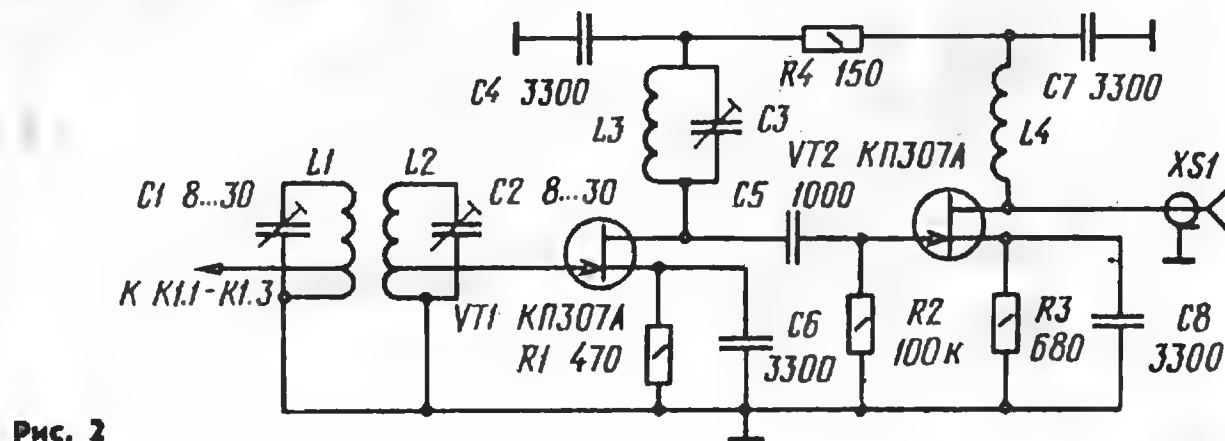 C4 3300
R4 150
C7 3300
L3
C3
L4
VT2 КП307А
XS1
L1
L2
C1 8...30
C2 8...30
C5
1000
К К1.1-К1.3
VT1 КП307А
R1 470
C6
3300
R2
100к
R3
680
C8
3300
Рис. 2